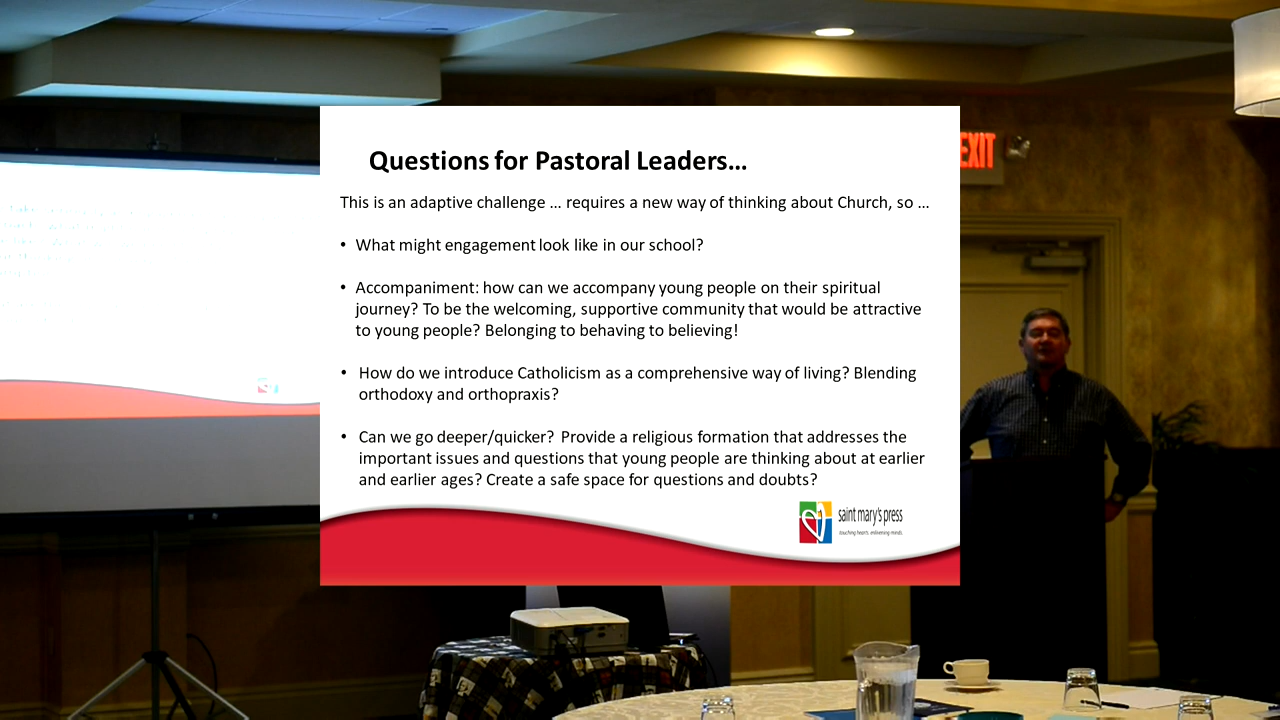 EXIT
Questions for Pastoral Leaders…
This is an adaptive challenge … requires a new way of thinking about Church, so …
• What might engagement look like in our school?
• Accompaniment: how can we accompany young people on their spiritual
journey? To be the welcoming, supportive community that would be attractive
to young people? Belonging to behaving to believing!
• How do we introduce Catholicism as a comprehensive way of living? Blending
orthodoxy and orthopraxis?
• Can we go deeper/quicker? Provide a religious formation that addresses the
important issues and questions that young people are thinking about at earlier
and earlier ages? Create a safe space for questions and doubts?
saint mary's press
touching hearts. enlivening minds.